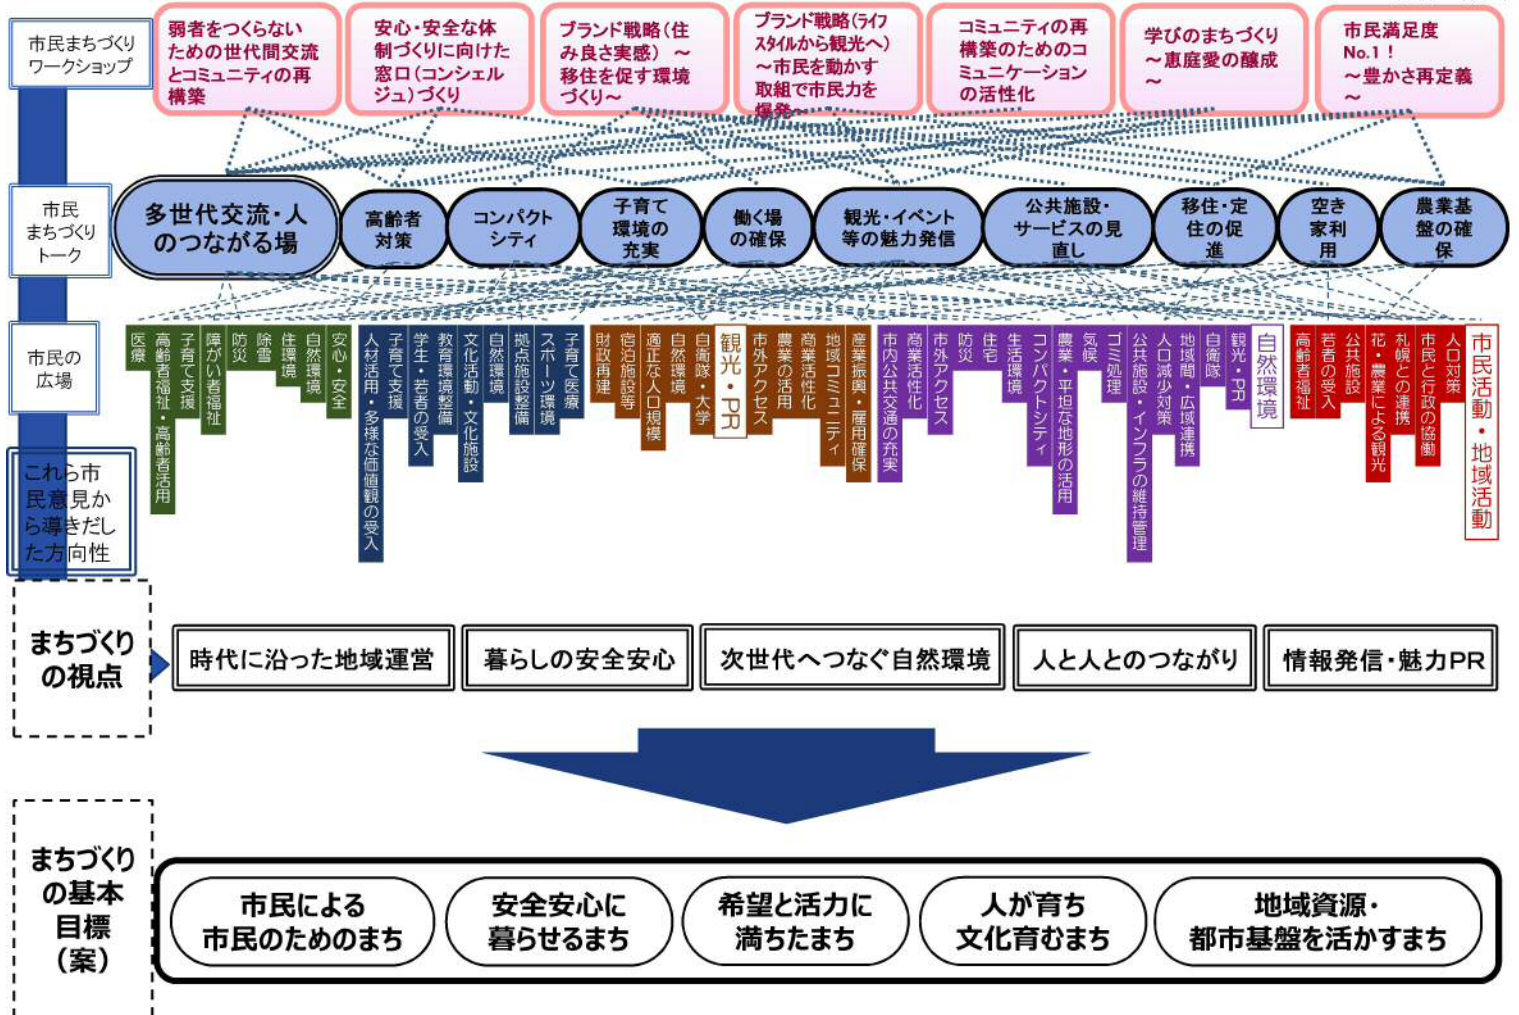 市民まちづくり
ワークショップ
弱者をつくらない
ための世代間交流
とコミュニティの再
構築
安心・安全な体
制づくりに向けた
窓口(コンシェル
ジュ)づくり
ブランド戦略(住
み良さ実感) ～
移住を促す環境
づくり～
ブランド戦略(ライフ
スタイルから観光へ)
～市民を動かす
取組で市民力を
爆発～
コミュニティの再
構築のためのコ
ミュニケーション
の活性化
学びのまちづくり
～恵庭愛の醸成
～
市民満足度
No.1！
～豊かさ再定義
～
市民
まちづくり
トーク
多世代交流・人
のつながる場
高齢者
対策
コンパクト
シティ
子育て
環境の
充実
働く場
の確保
観光・イベント
等の魅力発信
公共施設・
サービスの見
直し
移住・定
住の促
進
空き
家利
用
農業基
盤の確
保
市民の
広場
医療
高齢者福祉・高齢者活用
子育て支援
障がい者福祉
防災
除雪
住環境
自然環境
安心・安全
人材活用・多様な価値観の受入
子育て支援
学生・若者の受入
教育環境整備
文化活動・文化施設
自然環境
拠点施設整備
スポーツ環境
子育て医療
財政再建
宿泊施設等
適正な人口規模
自然環境
自衛隊・大学
観光・PR
市外アクセス
農業の活用
商業活性化
地域コミュニティ
産業振興・雇用確保
市内公共交通の充実
商業活性化
市外アクセス
防災
住宅
生活環境
コンパクトシティ
農業・平坦な地形の活用
気候
ゴミ処理
公共施設・インフラの維持管理
人口減少対策
地域間・広域連携
自衛隊
観光・PR
自然環境
高齢者福祉
若者の受入
公共施設
花・農業による観光
札幌との連携
市民と行政の協働
人口対策
市民活動・地域活動
これら市
民意見か
ら導きだし
た方向性
まちづくり
の視点
時代に沿った地域運営
暮らしの安全安心
次世代へつなぐ自然環境
人と人とのつながり
情報発信・魅力PR
まちづくり
の基本
目標
(案)
市民による
市民のためのまち
安全安心に
暮らせるまち
希望と活力に
満ちたまち
人が育ち
文化育むまち
地域資源・
都市基盤を活かすまち